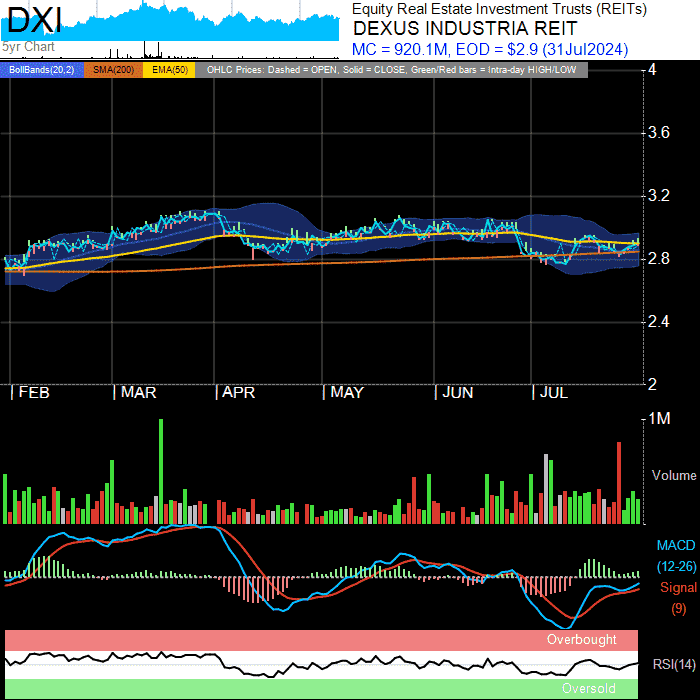 DXI
5yr Chart
Equity Real Estate Investment Trusts (REITs)
DEXUS INDUSTRIA REIT
MC = 920.1M, EOD = $2.9 (31Jul2024)
BollBands(20,2) SMA(200) EMA(50) OHLC Prices: Dashed = OPEN, Solid = CLOSE, Green/Red bars = Intra-day HIGH/LOW
4
3.6
3.2
2.8
2.4
2
FEB MAR APR MAY JUN JUL
1M
Volume
MACD
(12-26)
Signal
(9)
Overbought
RSI(14)
Oversold